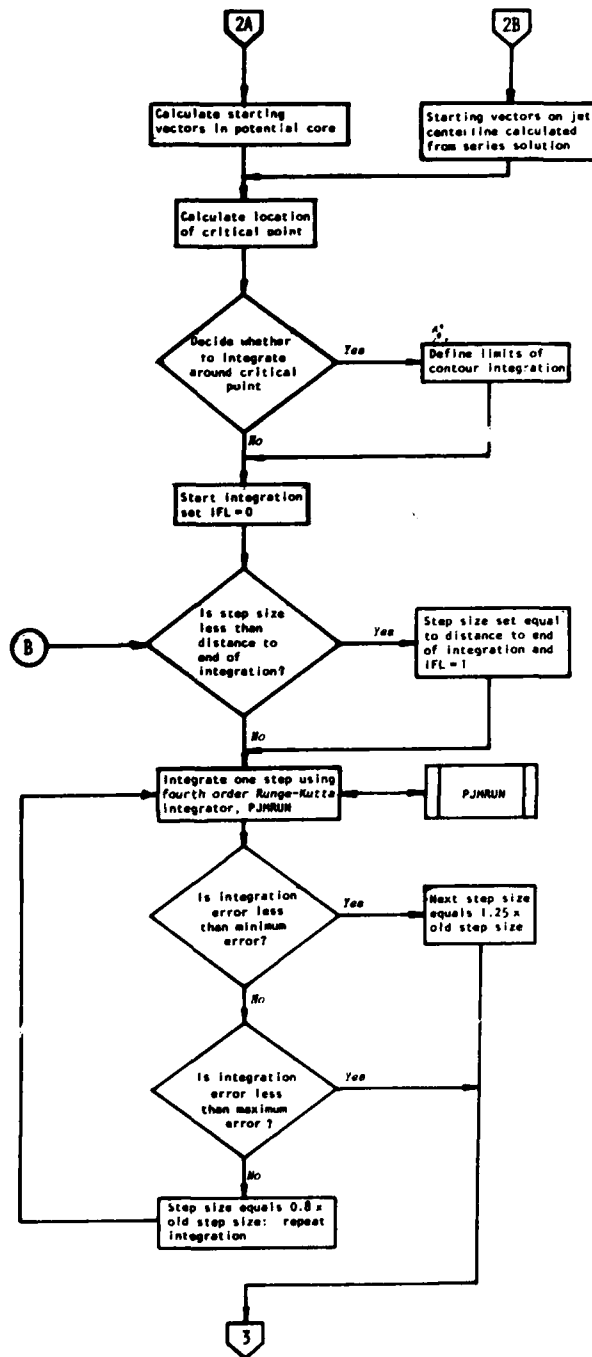 2A
2B
Calculate starting
vectors in potential core
Starting vectors on jet
centerline calculated
from series solution
Calculate location
of critical point
Decide whether
to integrate
around critical
point
Yes
Define limits of
contour integration
No
Start integration
set IFL = 0
B
Is step size
less than
distance to
end of
integration?
Yes
Step size set equal
to distance to end
of integration and
IFL = 1
No
Integrate one step using
fourth order Runge-Kutta
integrator, PJMRUN
PJMRUN
Is integration
error less
than minimum
error?
Yes
Next step size
equals 1.25 x
old step size
No
Is integration
error less
than maximum
error ?
Yes
No
Step size equals 0.8 x
old step size: repeat
integration
3